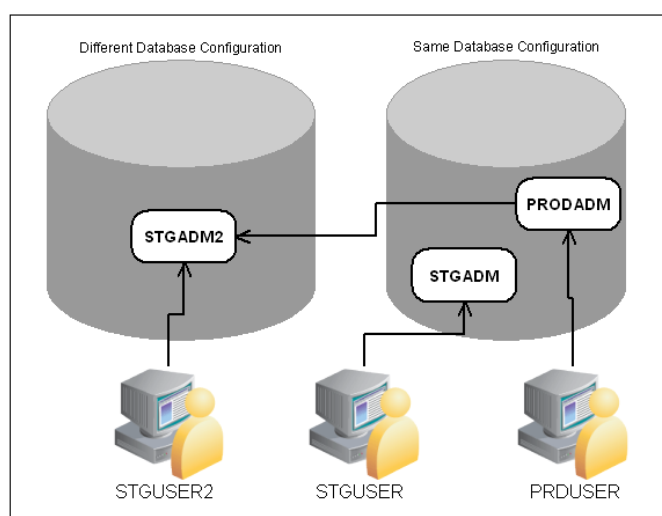 Different Database Configuration
Same Database Configuration
PRODADM
STGADM2
STGADM
STGUSER2
STGUSER
PRDUSER